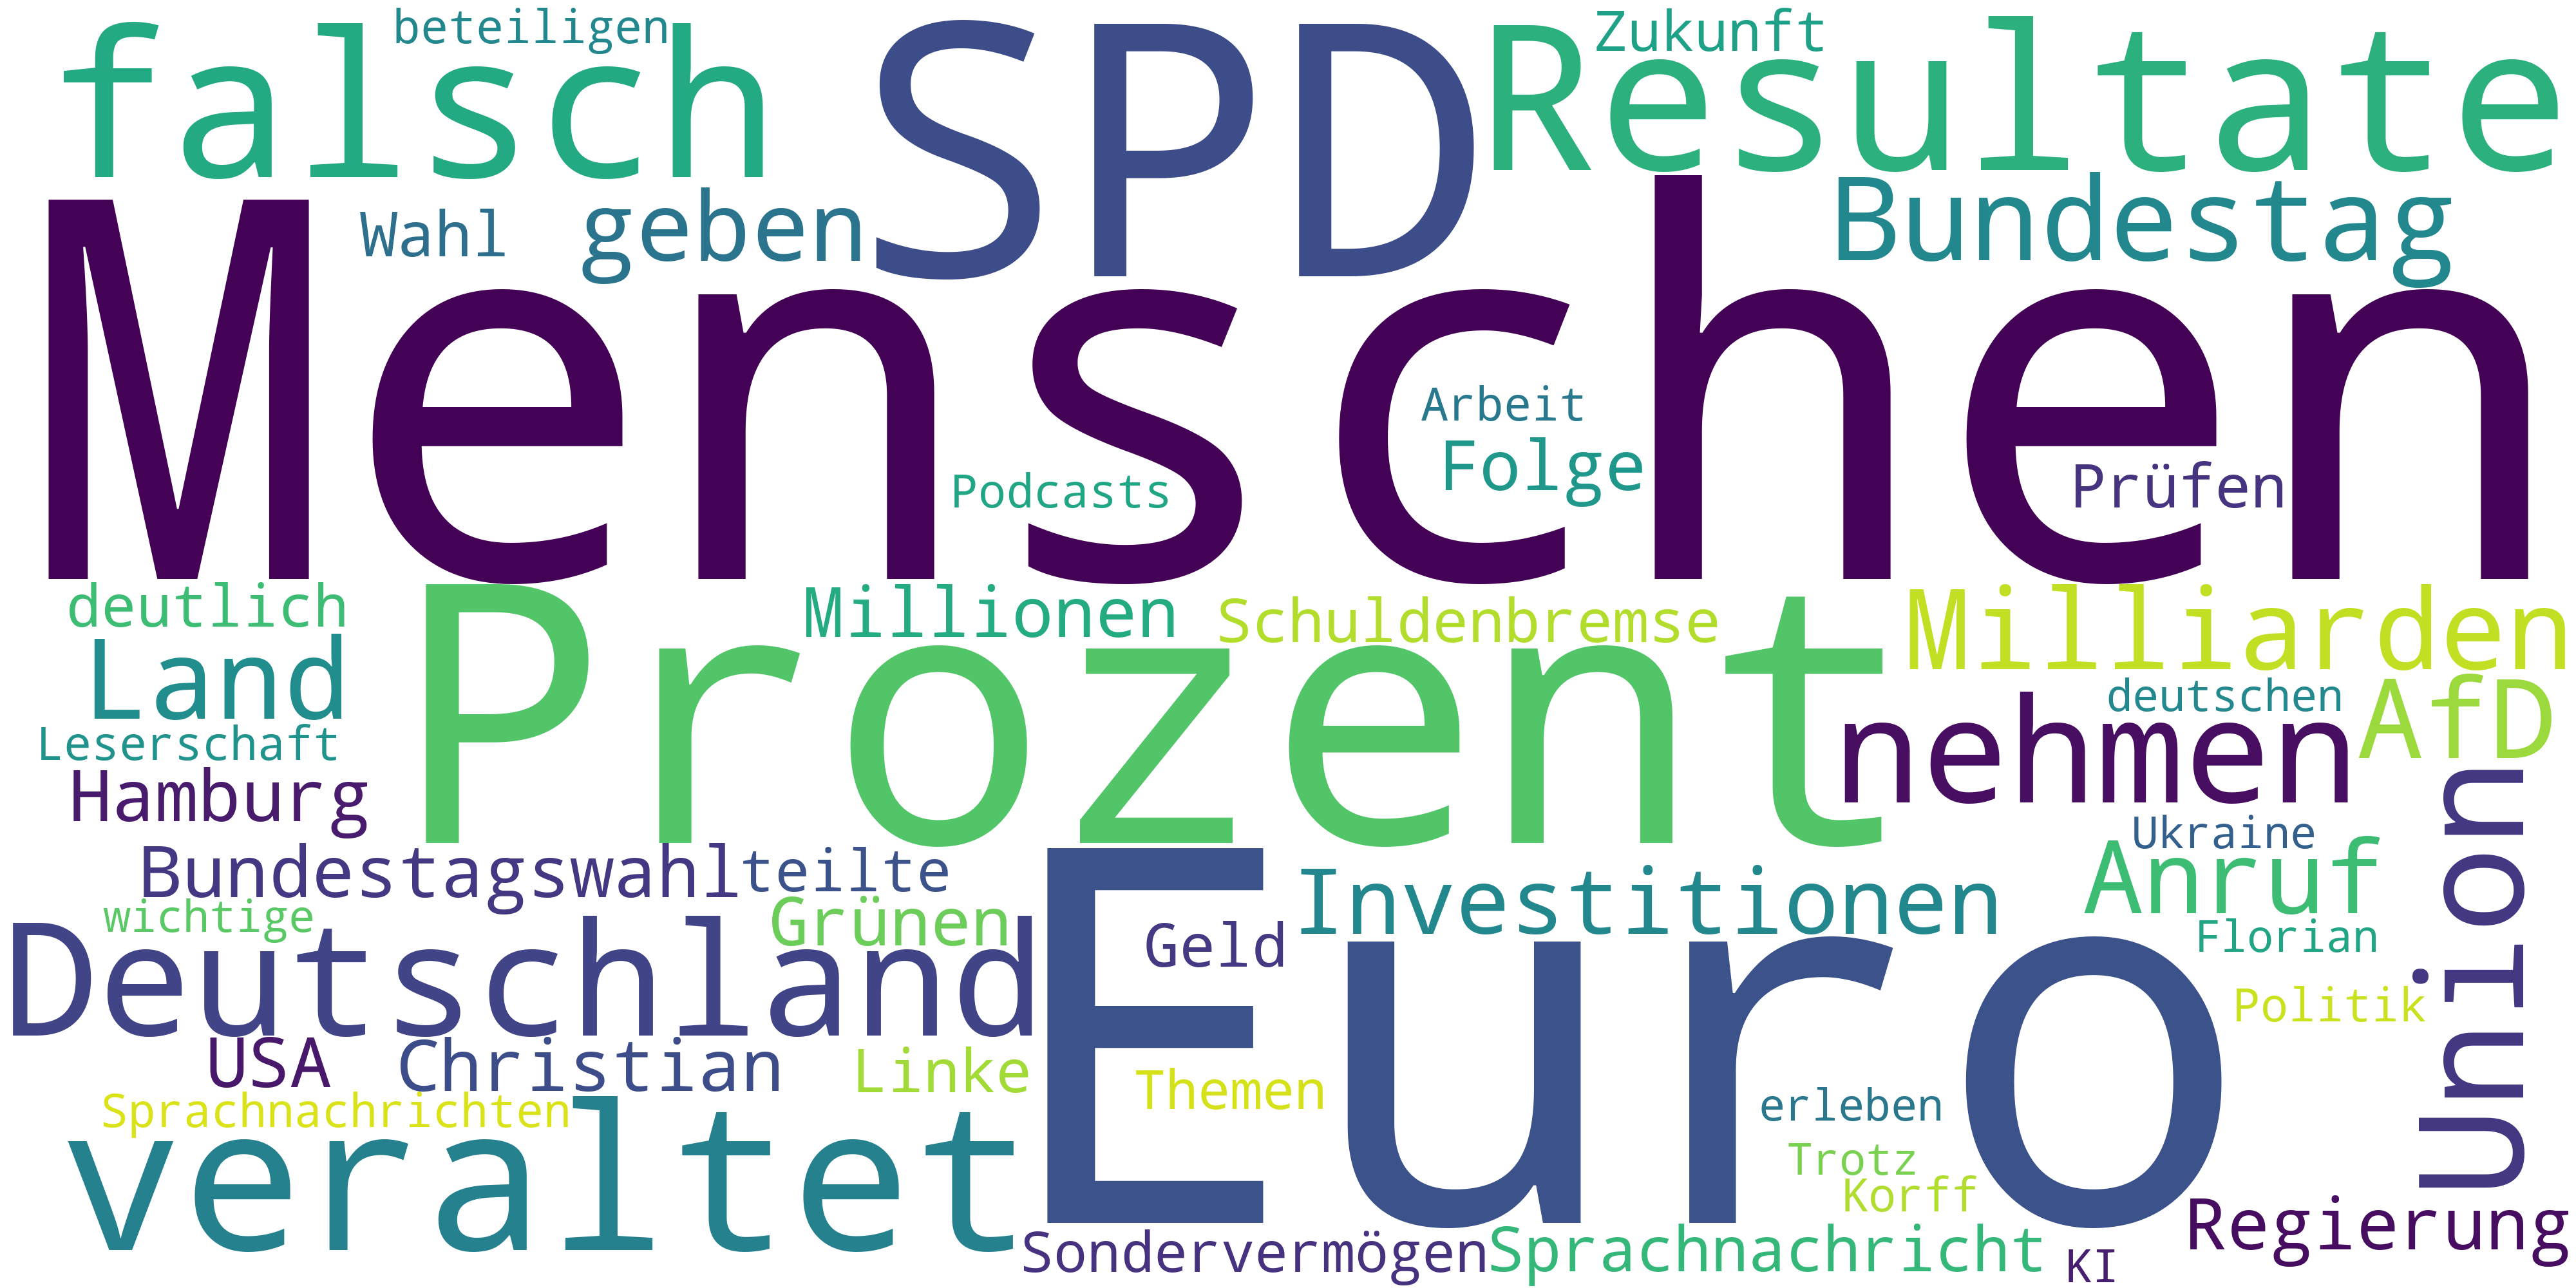 beteiligen
Zukunft
falsch
SPD
Resultate
Wahl
geben
Bundestag
Menschen
Arbeit
Folge
Podcasts
Prüfen
deutlich
Millionen
Schuldenbremse
Milliarden
Land
Prozent
deutschen
AfD
Leserschaft
nehmen
Hamburg
Ukraine
Union
Bundestagswahl
teilte
Investitionen
Anruf
wichtige
Grünen
Geld
Florian
Deutschland
Euro
Politik
USA
Christian
Linke
Themen
erleben
Sprachnachrichten
veraltet
Trotz
Korff
Regierung
Sondervermögen
Sprachnachricht
KI